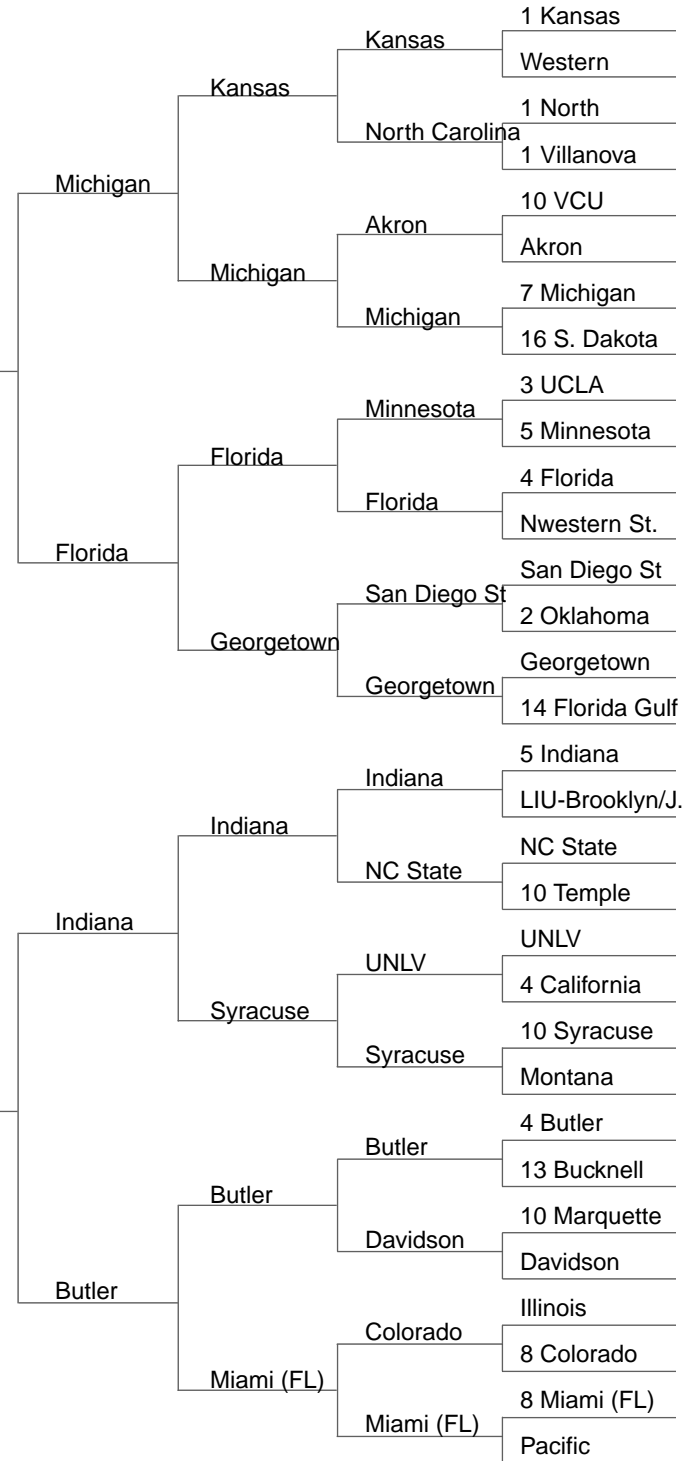 1 Kansas
Kansas
Western
Kansas
1 North
North Carolina
1 Villanova
Michigan
10 VCU
Akron
Akron
Michigan
7 Michigan
Michigan
16 S. Dakota
3 UCLA
Minnesota
5 Minnesota
Florida
4 Florida
Florida
Nwestern St.
Florida
San Diego St
San Diego St
2 Oklahoma
Georgetown
Georgetown
Georgetown
14 Florida Gulf
5 Indiana
Indiana
LIU-Brooklyn/J.
Indiana
NC State
NC State
10 Temple
Indiana
UNLV
UNLV
4 California
Syracuse
10 Syracuse
Syracuse
Montana
4 Butler
Butler
13 Bucknell
Butler
10 Marquette
Davidson
Davidson
Butler
Illinois
Colorado
8 Colorado
Miami (FL)
8 Miami (FL)
Miami (FL)
Pacific